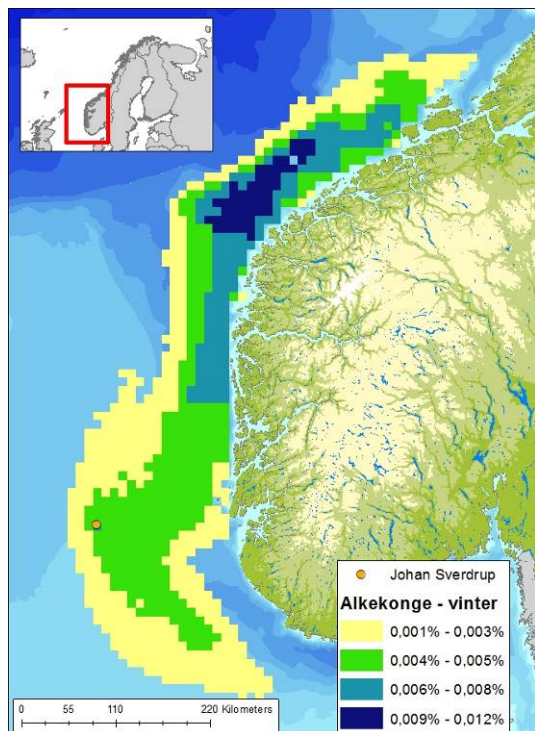 Johan Sverdrup
Alkekonge - vinter
0,001% - 0,003%
0,004% - 0,005%
0,006% - 0,008%
0,009% - 0,012%
0 55 110 220 Kilometers